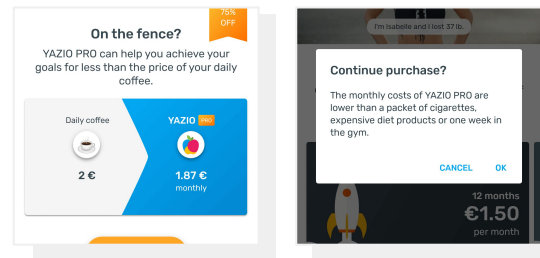 75%
OFF
On the fence?
YAZIO PRO can help you achieve your
goals for less than the price of your daily
coffee.
Daily coffee
2 €
YAZIO PRO
1.87 €
monthly
I'm Isabelle and I lost 37 lb.
Continue purchase?
The monthly costs of YAZIO PRO are
lower than a packet of cigarettes,
expensive diet products or one week in
the gym.
CANCEL OK
12 months
€1.50
per month